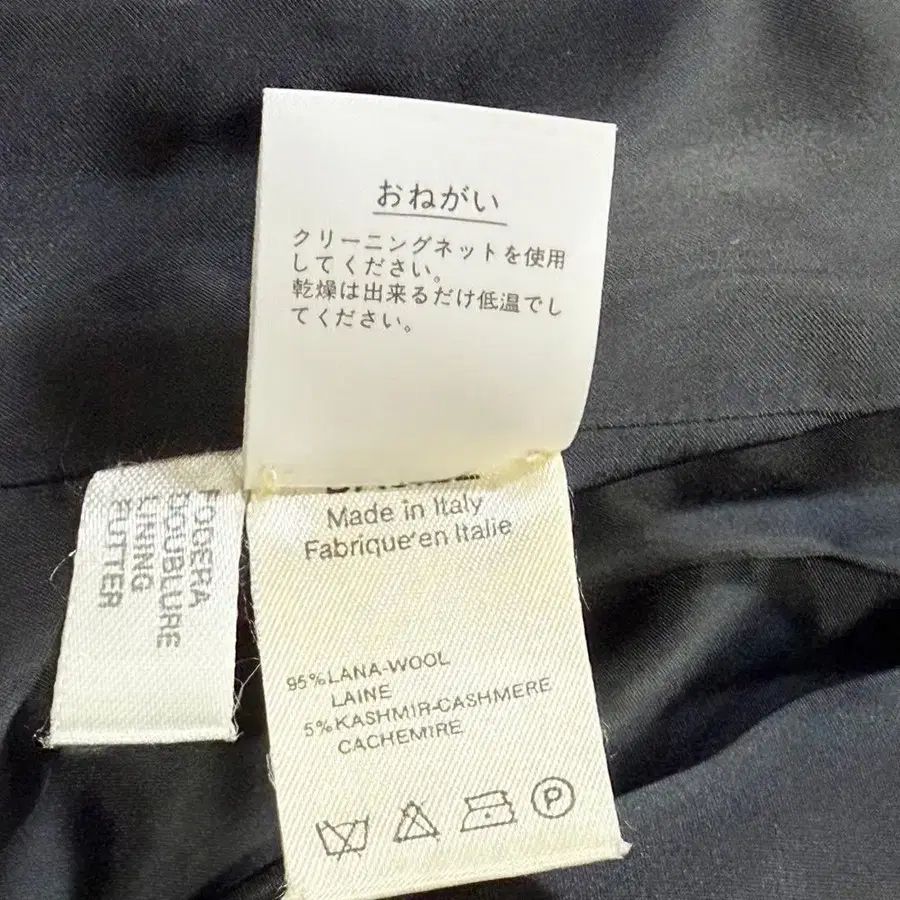 おねがい
クリーニングネットを使用
してください。
乾燥は出来るだけ低温でし
てください。
Made in Italy
Fabrique'en Italie
95% LANA-WOOL
LAINE
5% KASHMIR-CASHMERE
CACHEMIRE
P
FODERA
DOUBLURE
LINING
FUTTER